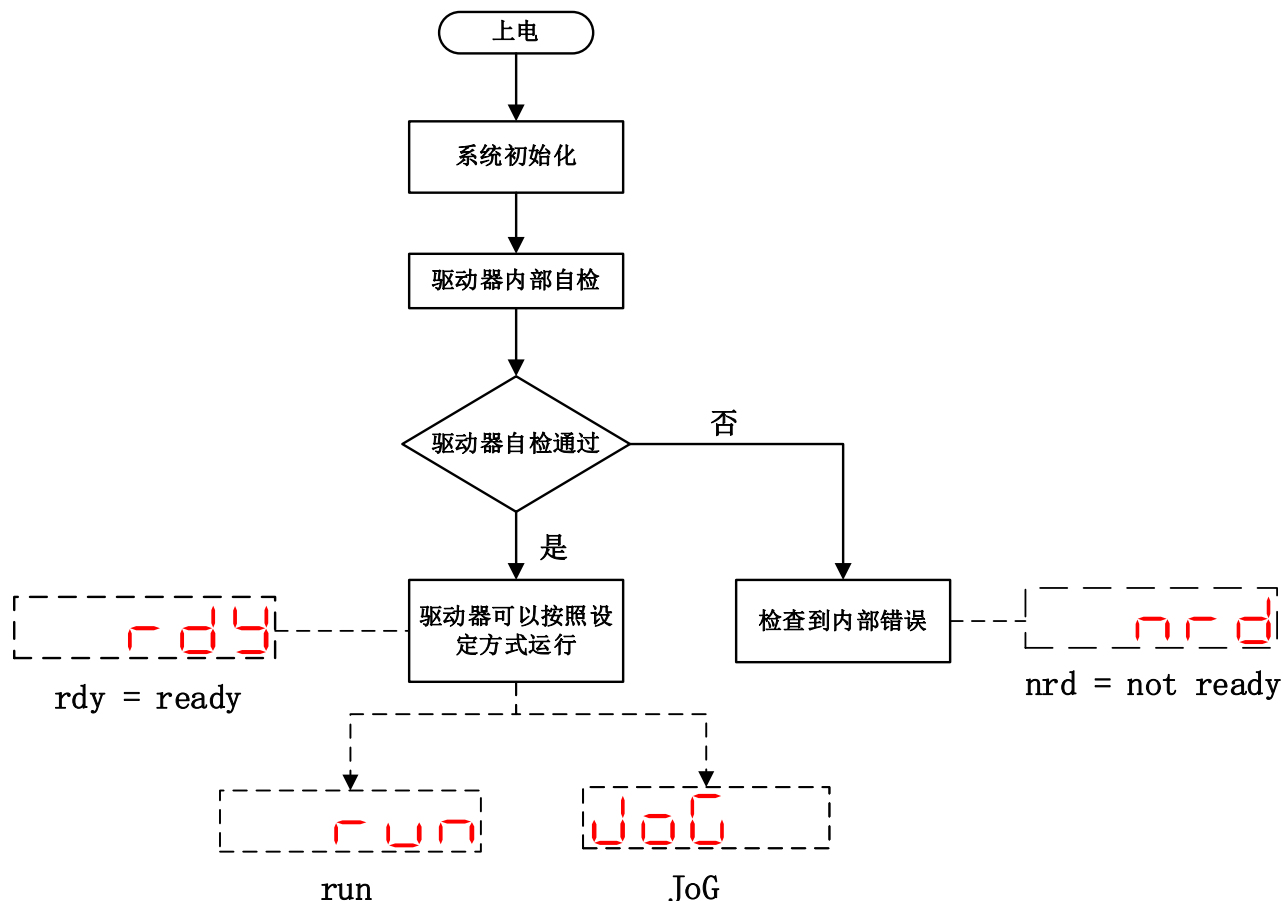 上电
系统初始化
驱动器内部自检
驱动器自检通过
否
是
rdy
驱动器可以按照设
定方式运行
检查到内部错误
nrd
rdy = ready
nrd = not ready
run
JoG
run
JoG